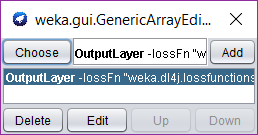 weka.gui.GenericArrayEdi...
Choose OutputLayer -lossFn "w Add
OutputLayer -lossFn "weka.dl4j.lossfunctions
Delete Edit Up Down